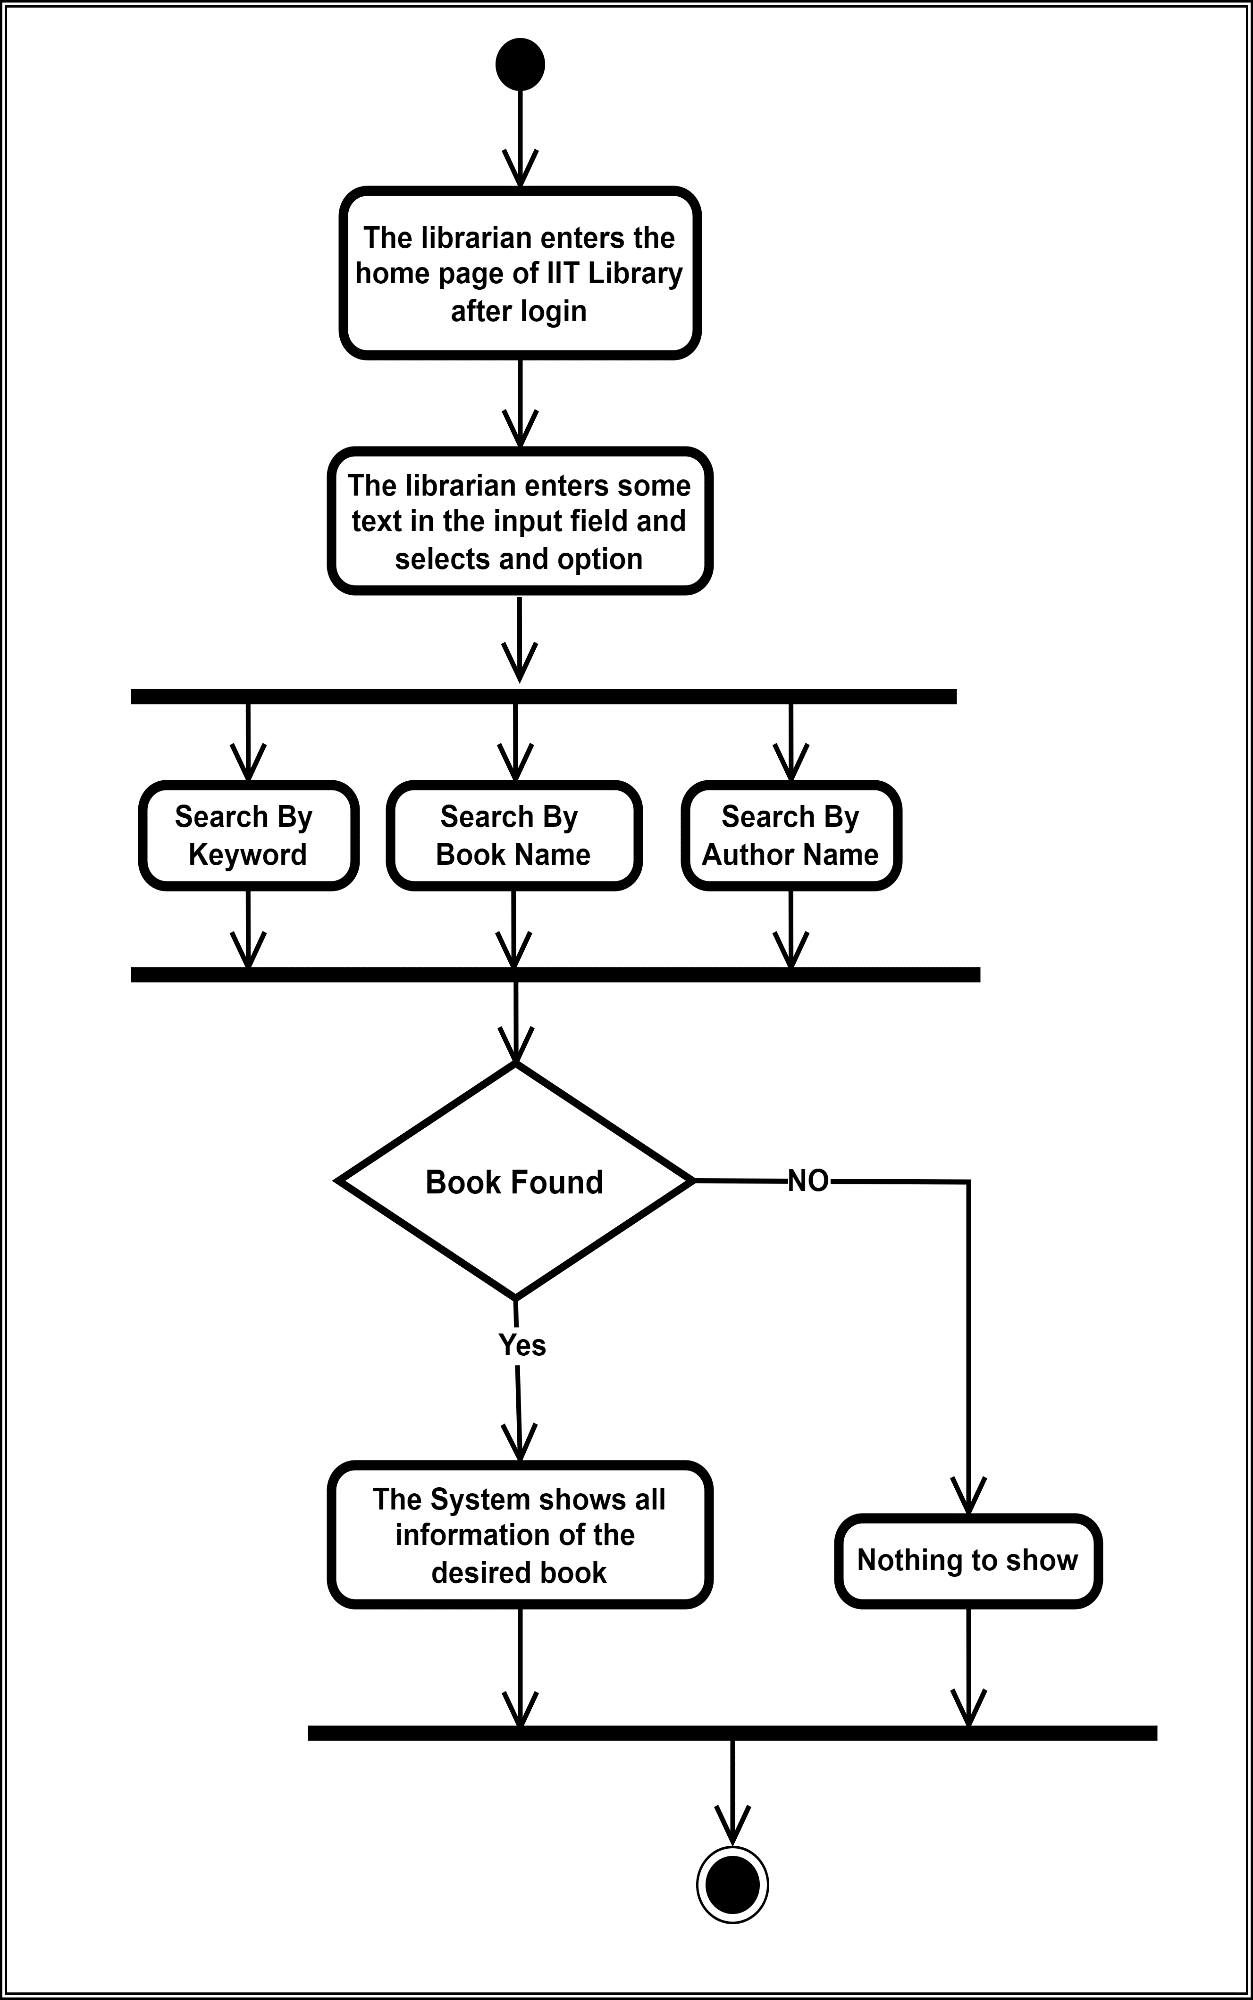 The librarian enters the
home page of IIT Library
after login
The librarian enters some
text in the input field and
selects and option
Search By
Keyword
Search By
Book Name
Search By
Author Name
Book Found
NO
Yes
The System shows all
information of the
desired book
Nothing to show